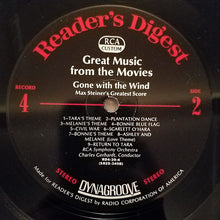 Reader's Digest
RCA
CUSTOM
Great Music
from the Movies
RECORD
4
SIDE
2
Gone with the Wind
Max Steiner's Greatest Score
1-TARA'S THEME 2-PLANTATION DANCE
3-MELANIE'S THEME 4-BONNIE BLUE FLAG
5-CIVIL WAR 6-SCARLETT O'HARA
7-BONNIE'S THEME 8-ASHLEY and
MELANIE (Love Theme)
9-RETURN TO TARA
RCA Symphony Orchestra
Charles Gerhardt, Conductor
STEREO
DYNAGROOVE
STEREO
Made for READER'S DIGEST by RADIO CORPORATION OF AMERICA